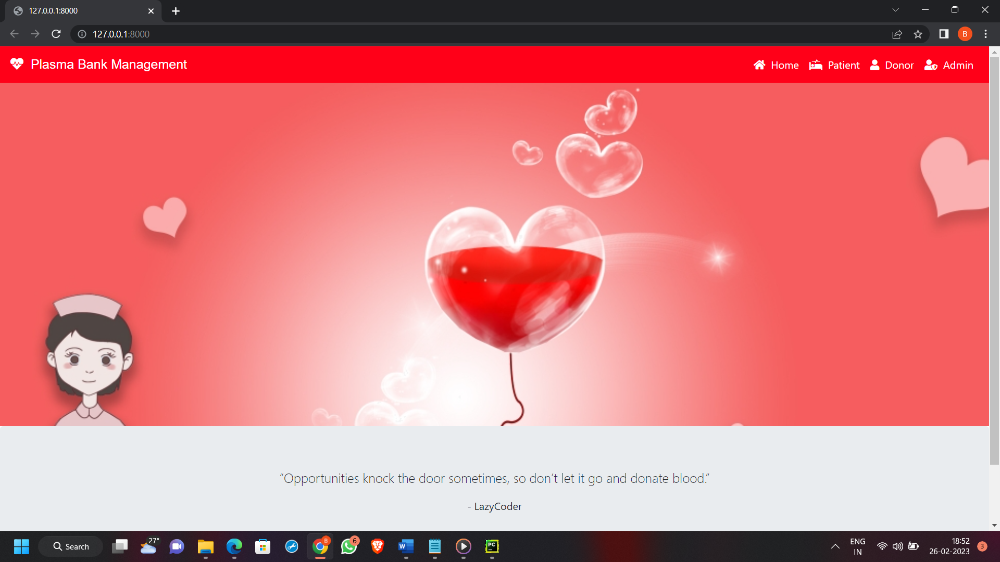 127.0.0.1:8000
127.0.0.1:8000
B
Plasma Bank Management
Home Patient Donor Admin
“Opportunities knock the door sometimes, so don’t let it go and donate blood.”
- LazyCoder
Search
27°
B
6
W
PC
ENG
IN
18:52
26-02-2023
3